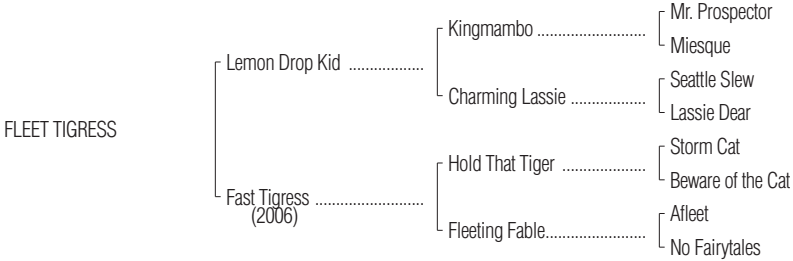 Mr. Prospector
Kingmambo ..........................
Miesque
Lemon Drop Kid ..................
Seattle Slew
Charming Lassie ..................
Lassie Dear
FLEET TIGRESS
Storm Cat
Hold That Tiger ....................
Beware of the Cat
Fast Tigress ..........................
(2006)
Afleet
Fleeting Fable........................
No Fairytales